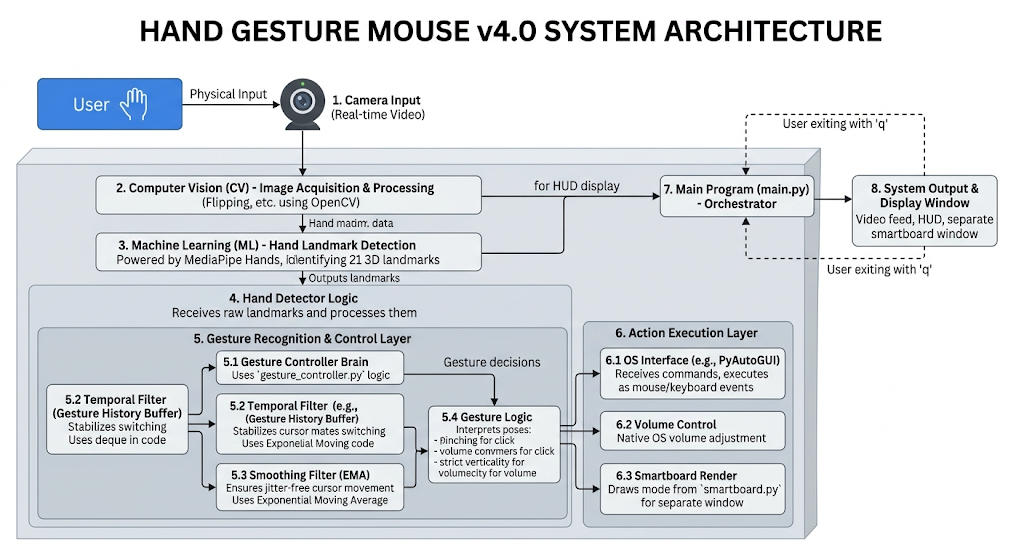 HAND GESTURE MOUSE v4.0 SYSTEM ARCHITECTURE
User
Physical Input
1. Camera Input
(Real-time Video)
User exiting with 'q'
2. Computer Vision (CV) - Image Acquisition & Processing
(Flipping, etc. using OpenCV)
for HUD display
7. Main Program (main.py)
- Orchestrator
8. System Output &
Display Window
Video feed, HUD, separate
smartboard window
Hand data
3. Machine Learning (ML) - Hand Landmark Detection
Powered by MediaPipe Hands, identifying 21 3D landmarks
User exiting with 'q'
Outputs landmarks
4. Hand Detector Logic
Receives raw landmarks and processes them
5. Gesture Recognition & Control Layer
5.2 Temporal Filter
(Gesture History Buffer)
Stabilizes switching
Uses deque in code
5.1 Gesture Controller Brain
Uses `gesture_controller.py` logic
Gesture decisions
5.2 Temporal Filter (e.g.,
(Gesture History Buffer)
Stabilizes cursor mates switching
Uses Moving code
5.3 Smoothing Filter (EMA)
Ensures jitter-free cursor movement
Uses Exponential Moving Average
5.4 Gesture Logic
Interprets poses:
- for click
- volume for click
- strict verticality for
for volume
6. Action Execution Layer
6.1 OS Interface (e.g., PyAutoGUI)
Receives commands, executes
as mouse/keyboard events
6.2 Volume Control
Native OS volume adjustment
6.3 Smartboard Render
Draws mode from `smartboard.py`
for separate window